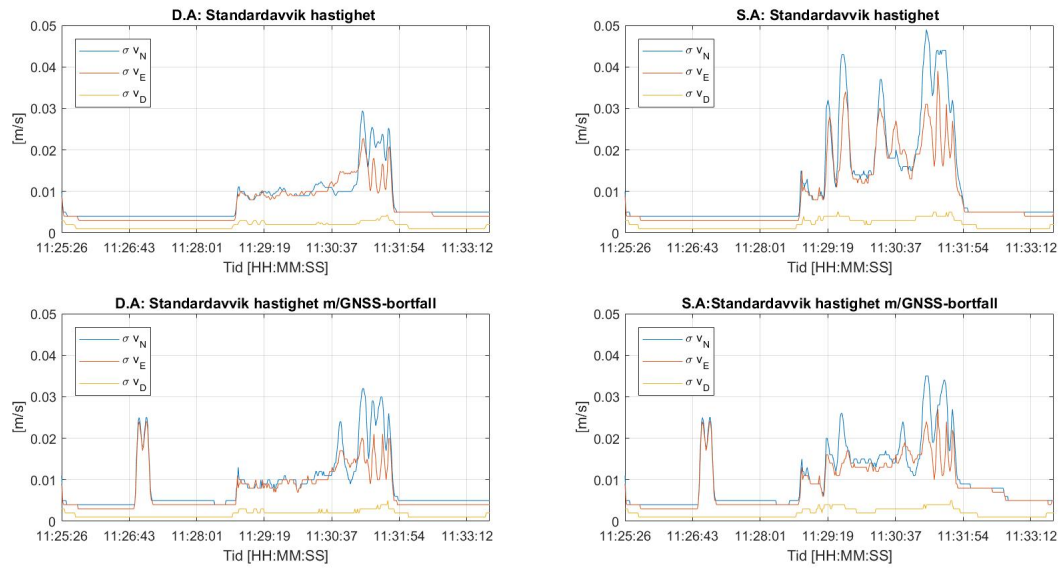 D.A: Standardavvik hastighet
0.05
0.04
0.03
0.02
0.01
0
[m/s]
σ v_N
σ v_E
σ v_D
11:25:26 11:26:43 11:28:01 11:29:19 11:30:37 11:31:54 11:33:12
Tid [HH:MM:SS]
S.A: Standardavvik hastighet
0.05
0.04
0.03
0.02
0.01
0
[m/s]
σ v_N
σ v_E
σ v_D
11:25:26 11:26:43 11:28:01 11:29:19 11:30:37 11:31:54 11:33:12
Tid [HH:MM:SS]
D.A: Standardavvik hastighet m/GNSS-bortfall
0.05
0.04
0.03
0.02
0.01
0
[m/s]
σ v_N
σ v_E
σ v_D
11:25:26 11:26:43 11:28:01 11:29:19 11:30:37 11:31:54 11:33:12
Tid [HH:MM:SS]
S.A:Standardavvik hastighet m/GNSS-bortfall
0.05
0.04
0.03
0.02
0.01
0
[m/s]
σ v_N
σ v_E
σ v_D
11:25:26 11:26:43 11:28:01 11:29:19 11:30:37 11:31:54 11:33:12
Tid [HH:MM:SS]